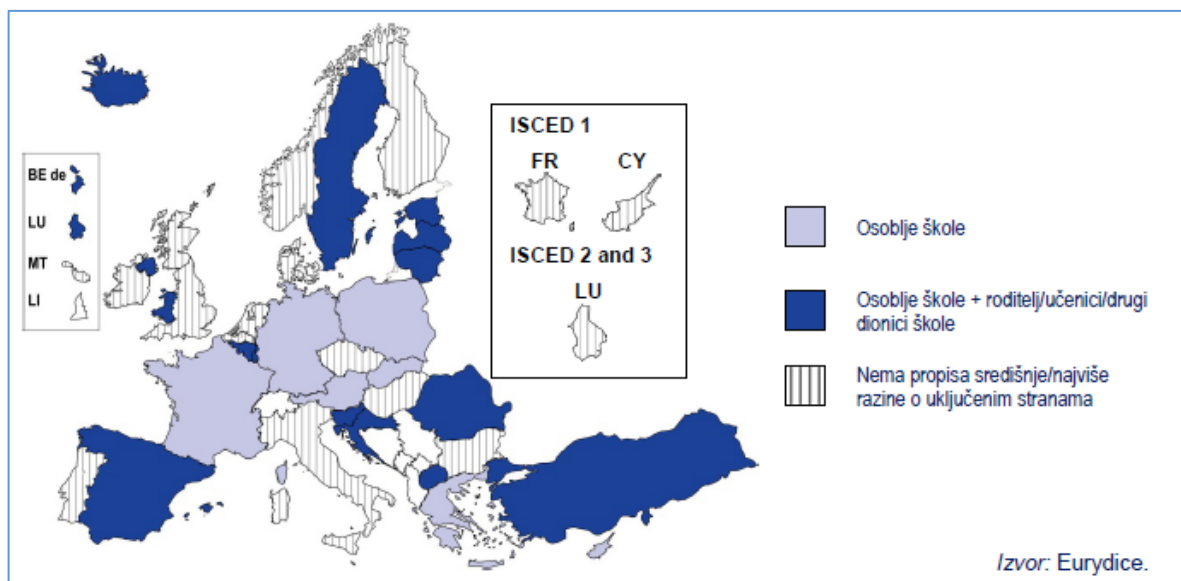 BE de
LU
MT
LI
ISCED 1
FR CY
ISCED 2 and 3
LU
Osoblje škole
Osoblje škole + roditelj/učenici/drugi
dionici škole
Nema propisa središnje/najviše
razine o uključenim stranama
Izvor: Eurydice.